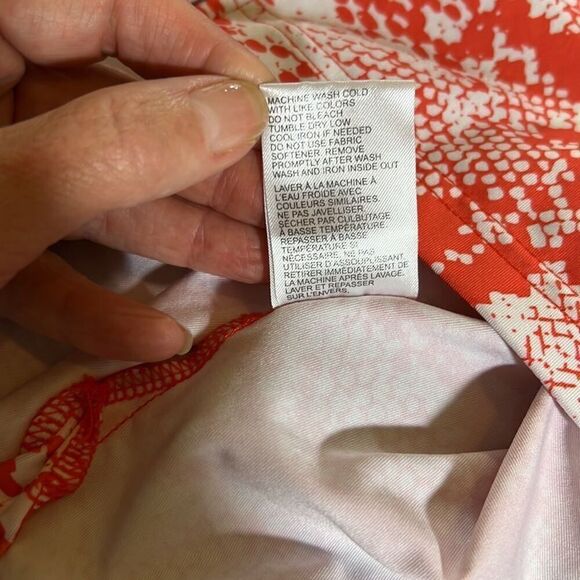 MACHINE WASH COLD
WITH LIKE COLORS
DO NOT BLEACH
TUMBLE DRY LOW
COOL IRON IF NEEDED
DO NOT USE FABRIC
SOFTENER. REMOVE
PROMPTLY AFTER WASH
WASH AND IRON INSIDE OUT
LAVER À LA MACHINE À
L'EAU FROIDE AVEC
COULEURS SIMILAIRES.
NE PAS JAVELLISER.
SÉCHER PAR CULBUTAGE
À BASSE TEMPÉRATURE.
REPASSER À BASSE
TEMPÉRATURE SI
NÉCESSAIRE. NE PAS
UTILISER D'ASSOUPLISSANT.
RETIRER IMMÉDIATEMENT DE
LA MACHINE APRÈS LAVAGE.
LAVER ET REPASSER
SUR L'ENVERS.